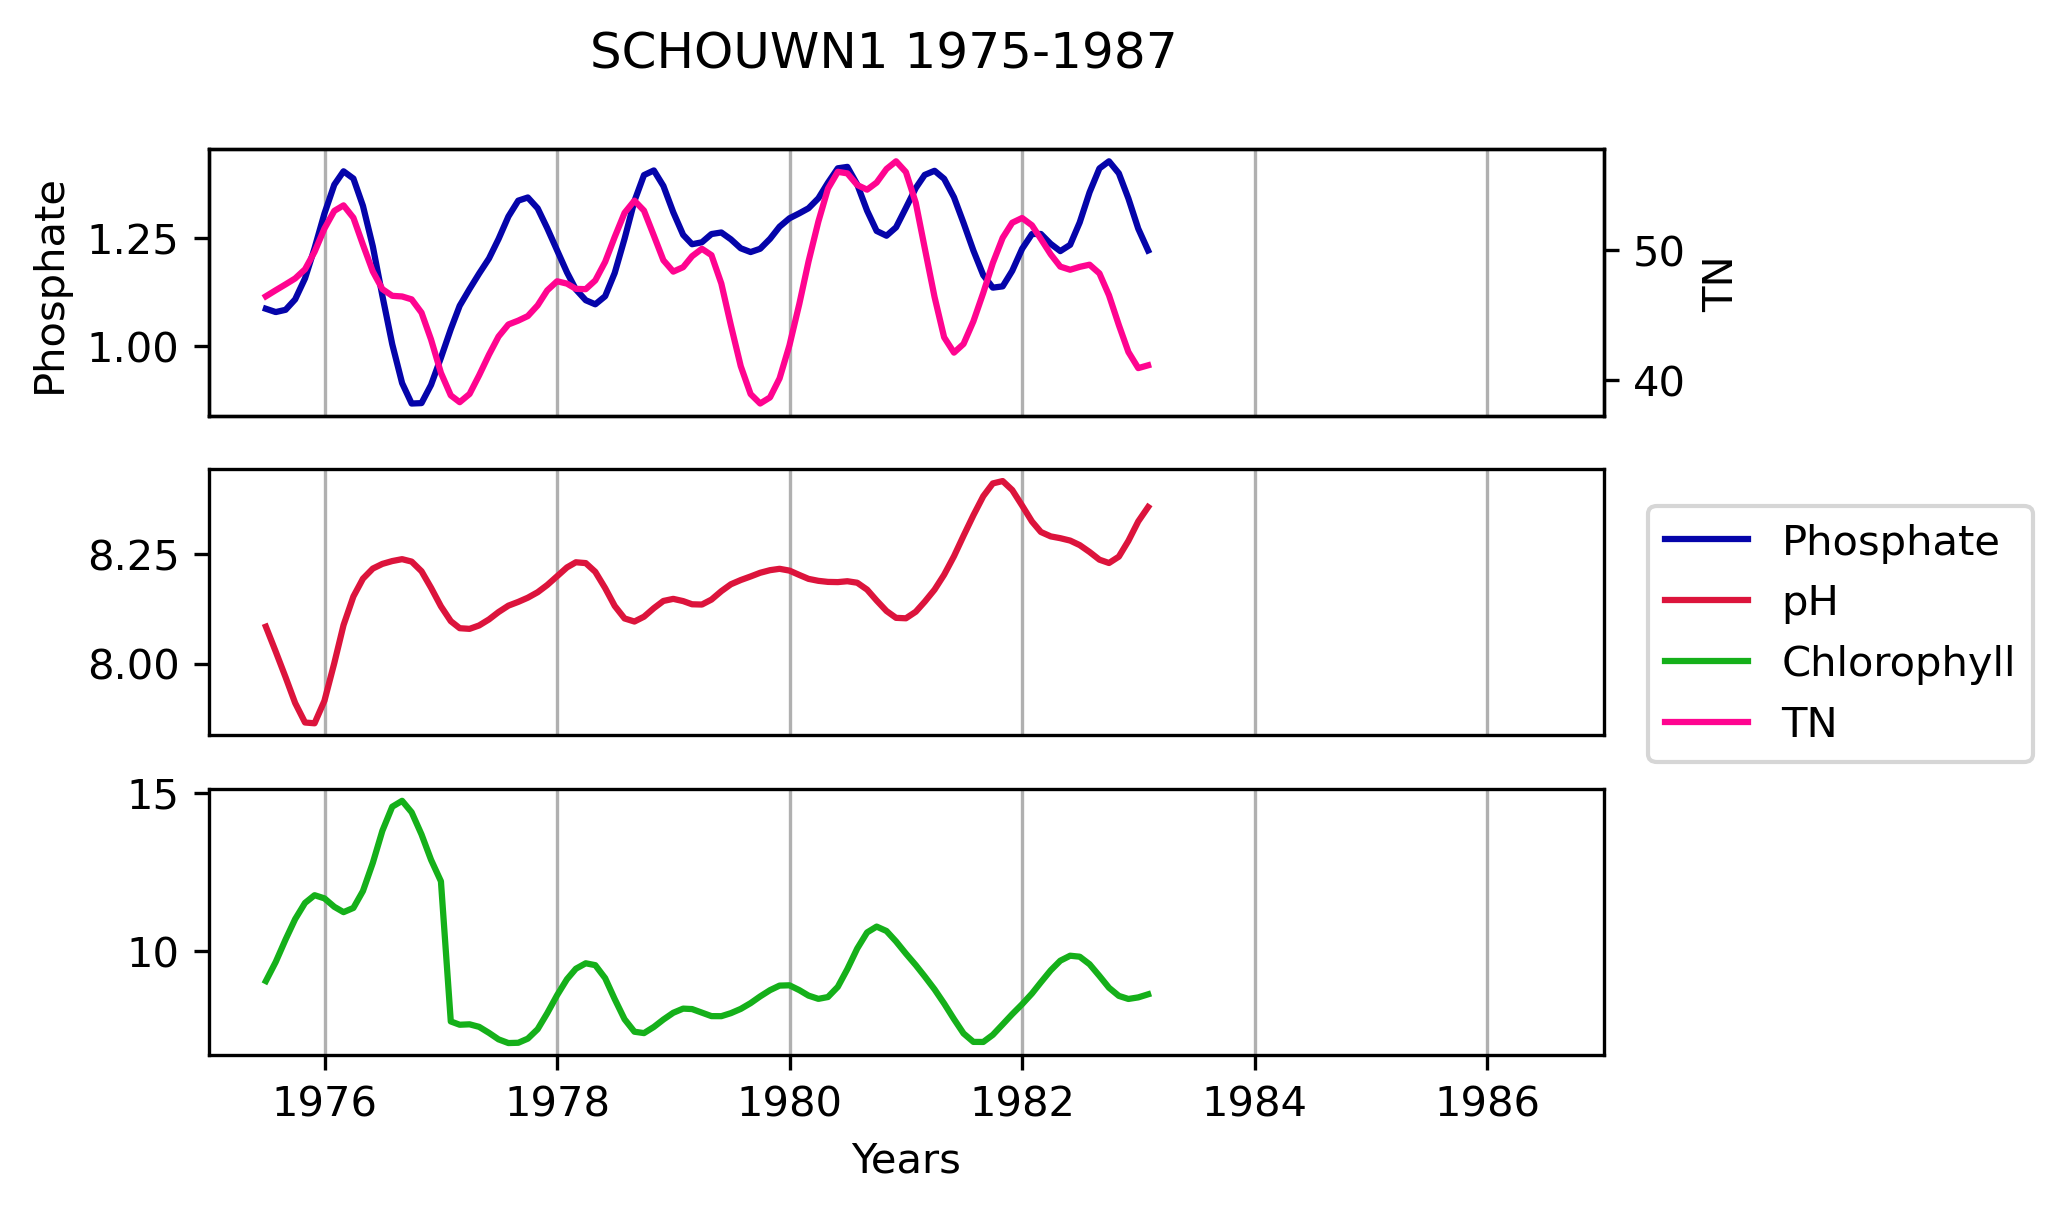 SCHOUWN1 1975-1987
Phosphate
1.25
1.00
50
40
TN
8.25
8.00
Phosphate
pH
Chlorophyll
TN
15
10
1976 1978 1980 1982 1984 1986
Years